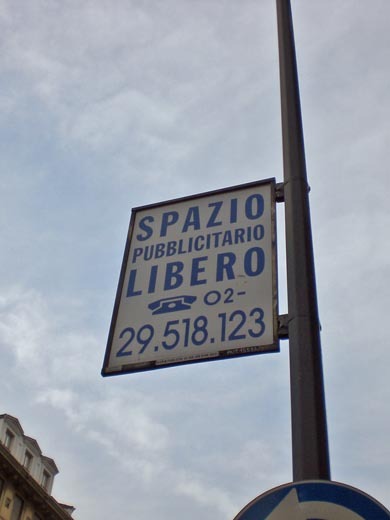 SPAZIO
PUBBLICITARIO
LIBERO
02-
29.518.123